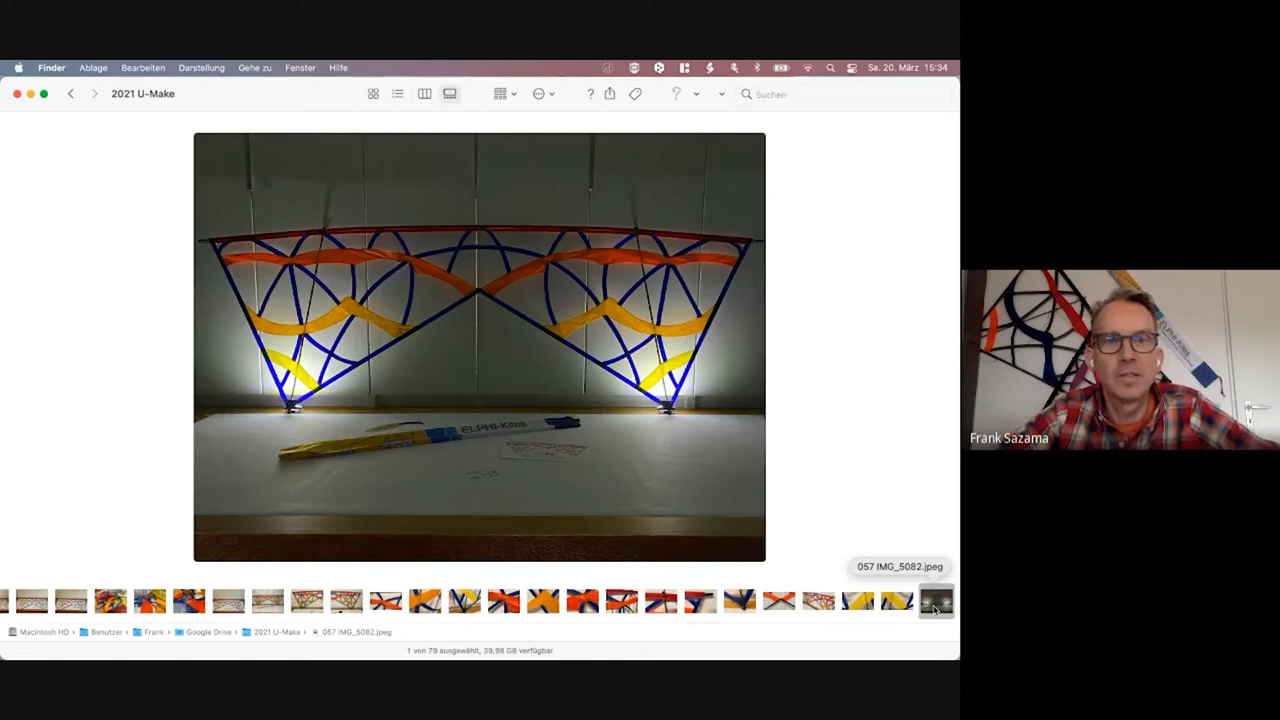 Finder Ablage Bearbeiten Darstellung Gehe zu Fenster Hilfe Sa. 20. März 15:34
2021 U-Make
Suchen
ELPHI-Kites
ELPHI-Kites
Frank Sazama
057 IMG_5082.jpeg
Macintosh HD › Benutzer › Frank › Google Drive › 2021 U-Make › 057 IMG_5082.jpeg
1 von 79 ausgewählt, 39,98 GB verfügbar